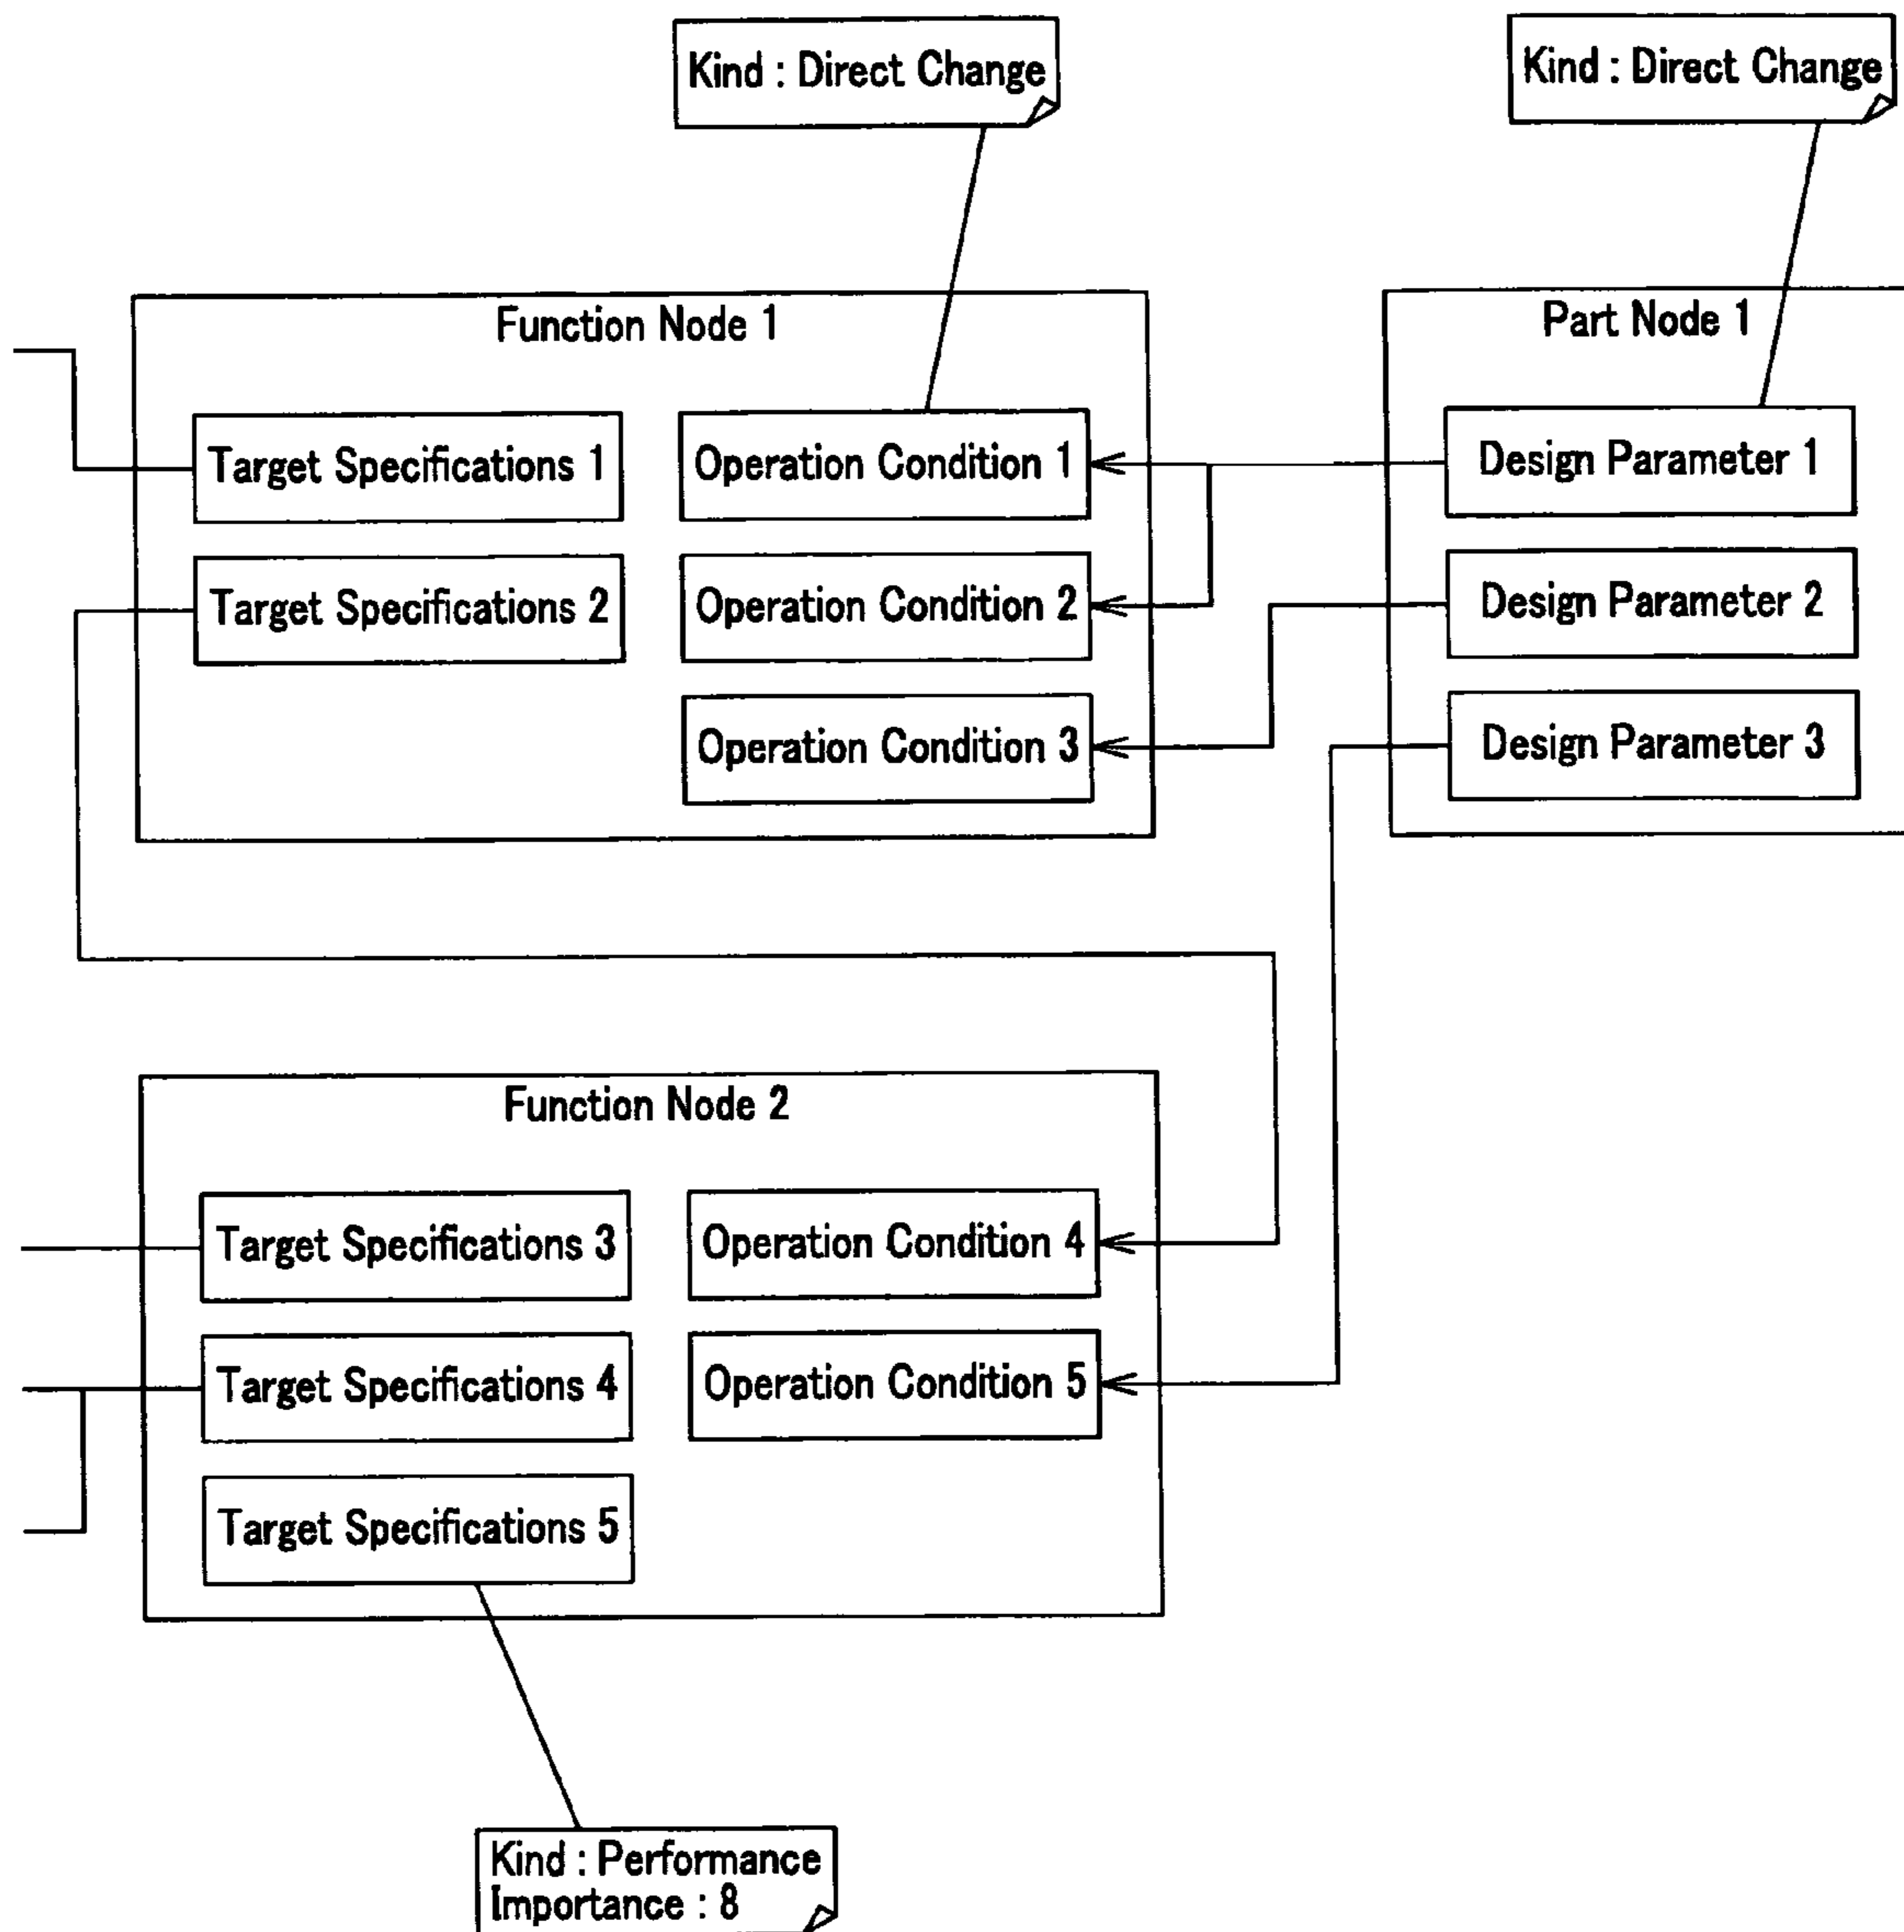 Kind : Direct Change
Kind : Direct Change
Function Node 1
Part Node 1
Target Specifications 1
Operation Condition 1
Design Parameter 1
Target Specifications 2
Operation Condition 2
Design Parameter 2
Operation Condition 3
Design Parameter 3
Function Node 2
Target Specifications 3
Operation Condition 4
Target Specifications 4
Operation Condition 5
Target Specifications 5
Kind : Performance
Importance : 8